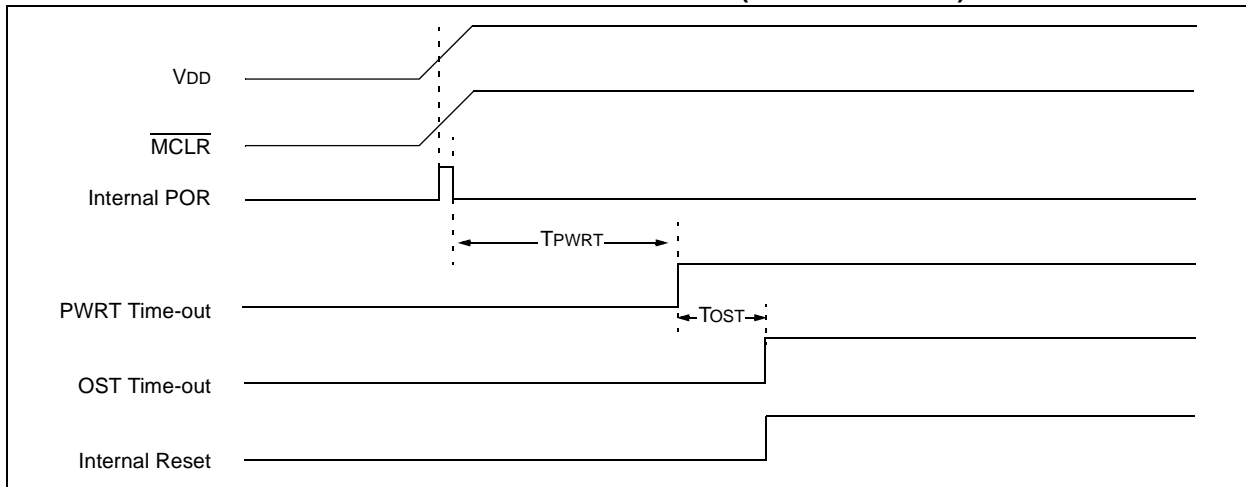 VDD
MCLR
Internal POR
TPWRT
PWRT Time-out
TOST
OST Time-out
Internal Reset